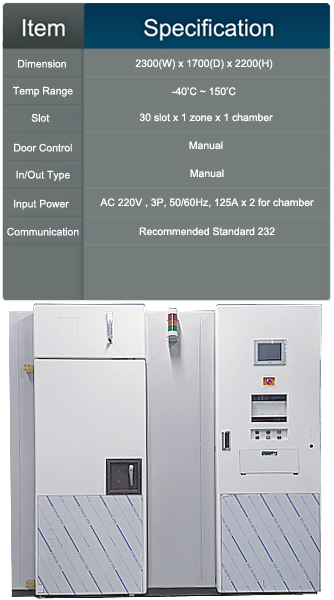 Item Specification
Dimension 2300(W) x 1700(D) x 2200(H)
Temp Range -40'C ~ 150'C
Slot 30 slot x 1 zone x 1 chamber
Door Control Manual
In/Out Type Manual
Input Power AC 220V , 3P, 50/60Hz, 125A x 2 for chamber
Communication Recommended Standard 232